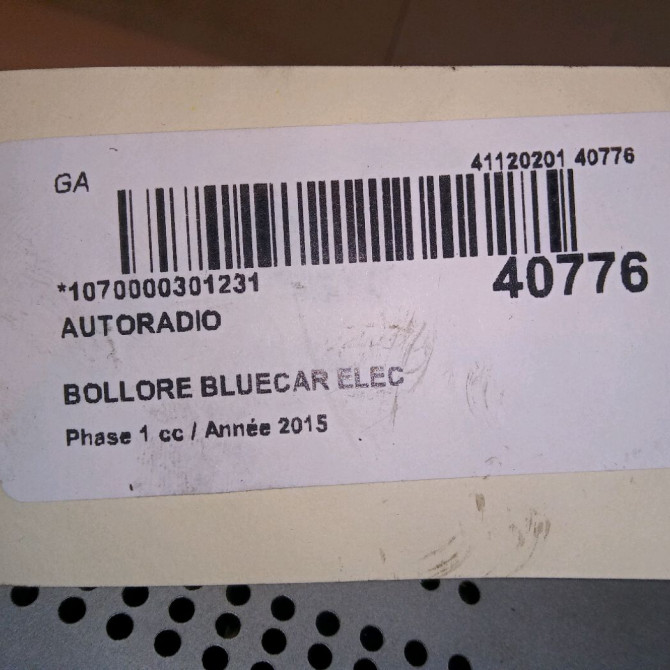 GA
41120201 40776
*1070000301231
40776
AUTORADIO
BOLLORE BLUECAR ELEC
Phase 1 cc / Année 2015